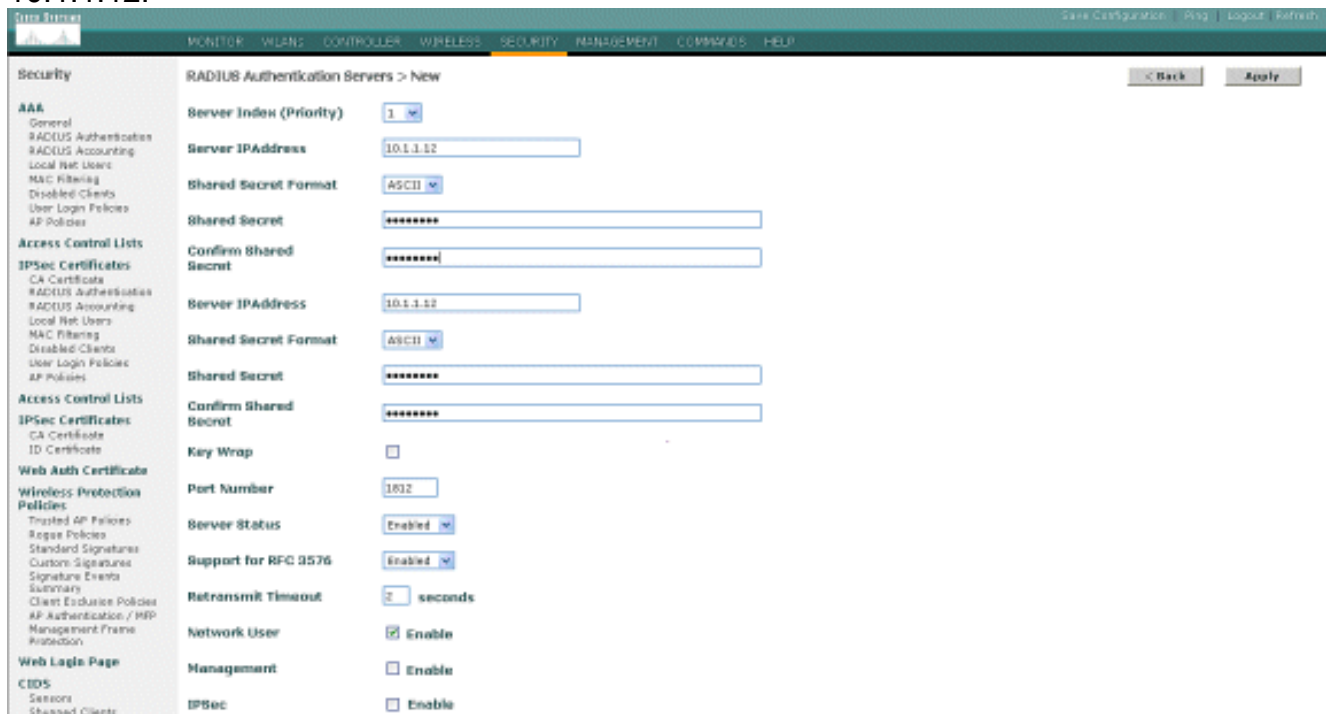 Cisco Systems
Save Configuration | Ping | Logout | Refresh
MONITOR WLANs CONTROLLER WIRELESS SECURITY MANAGEMENT COMMANDS HELP
Security
AAA
General
RADIUS Authentication
RADIUS Accounting
Local Net Users
MAC Filtering
Disabled Clients
User Login Policies
AP Policies
Access Control Lists
IPSec Certificates
CA Certificate
RADIUS Authentication
RADIUS Accounting
Local Net Users
MAC Filtering
Disabled Clients
User Login Policies
AP Policies
Access Control Lists
IPSec Certificates
CA Certificate
ID Certificate
Web Auth Certificate
Wireless Protection
Policies
Trusted AP Policies
Rogue Policies
Standard Signatures
Custom Signatures
Signature Events
Summary
Client Exclusion Policies
AP Authentication / MFP
Management Frame
Protection
Web Login Page
CIDS
Sensors
Shunned Clients
RADIUS Authentication Servers > New
< Back Apply
Server Index (Priority) 1
Server IPAddress 10.1.1.12
Shared Secret Format ASCII
Shared Secret ••••••••
Confirm Shared
Secret ••••••••
Server IPAddress 10.1.1.12
Shared Secret Format ASCII
Shared Secret ••••••••
Confirm Shared
Secret ••••••••
Key Wrap
Port Number 1812
Server Status Enabled
Support for RFC 3576 Enabled
Retransmit Timeout 2 seconds
Network User Enable
Management Enable
IPSec Enable